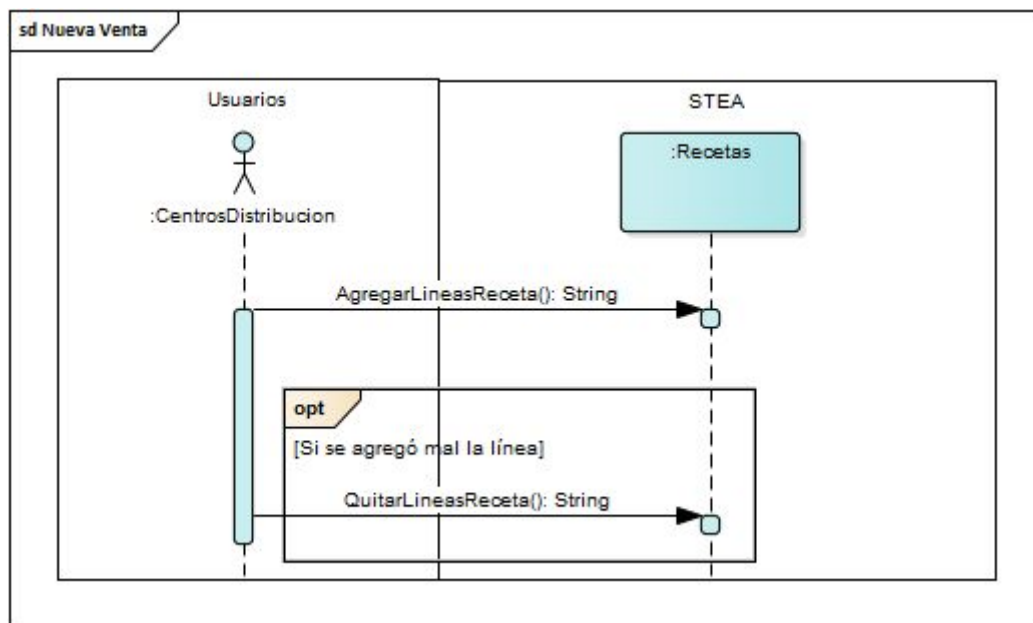 sd Nueva Venta
Usuarios
STEA
:Recetas
:CentrosDistribucion
AgregarLineasReceta(): String
opt
[Si se agregó mal la línea]
QuitarLineasReceta(): String